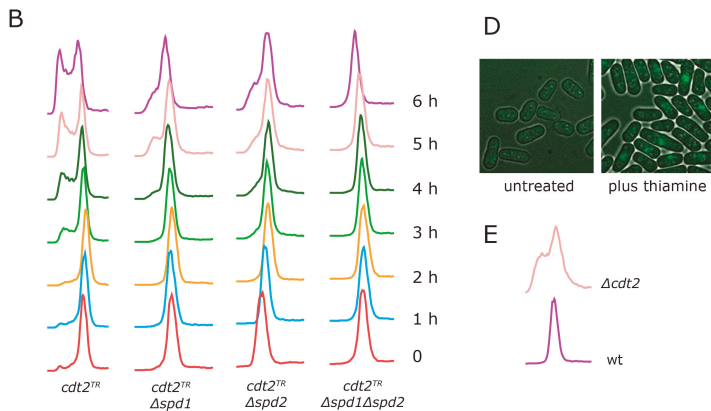 B
6 h
5 h
4 h
3 h
2 h
1 h
0
cdt2TR
cdt2TR
Δspd1
cdt2TR
Δspd2
cdt2TR
Δspd1Δspd2
D
untreated
plus thiamine
E
Δcdt2
wt